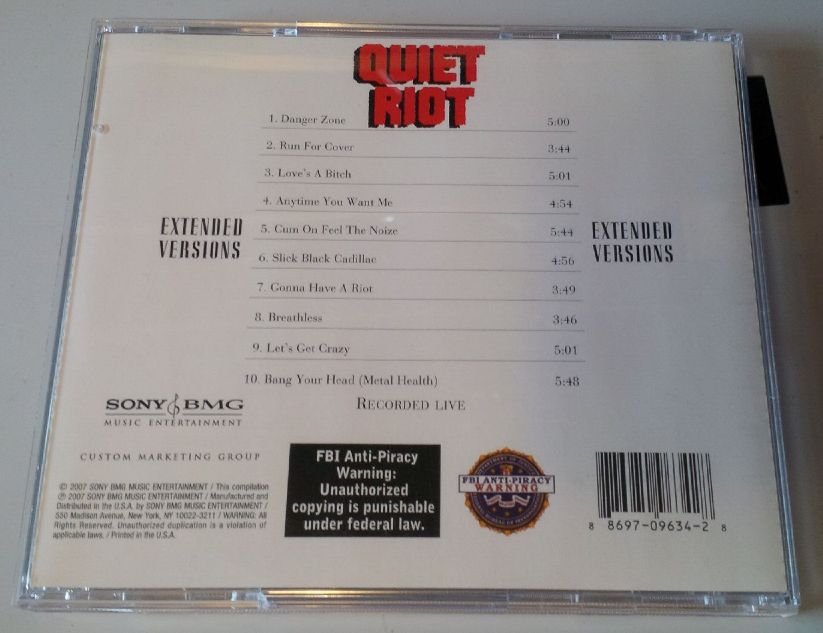 QUIET
RIOT
1. Danger Zone 5:00
2. Run For Cover 3:44
3. Love's A Bitch 5:01
4. Anytime You Want Me 4:54
5. Cum On Feel The Noize 5:44
6. Slick Black Cadillac 4:56
7. Gonna Have A Riot 3:49
8. Breathless 3:46
9. Let's Get Crazy 5:01
10. Bang Your Head (Metal Health) 5:48
RECORDED LIVE
EXTENDED
VERSIONS
EXTENDED
VERSIONS
SONY BMG
MUSIC ENTERTAINMENT
CUSTOM MARKETING GROUP
© 2007 SONY BMG MUSIC ENTERTAINMENT / This compilation
℗ 2007 SONY BMG MUSIC ENTERTAINMENT / Manufactured and
Distributed in the U.S.A. by SONY BMG MUSIC ENTERTAINMENT /
550 Madison Avenue, New York, NY 10022-3211 / WARNING: All
Rights Reserved. Unauthorized duplication is a violation of
applicable laws. / Printed in the U.S.A.
FBI Anti-Piracy
Warning:
Unauthorized
copying is punishable
under federal law.
FBI ANTI-PIRACY
WARNING
8 8697-09634-2 8